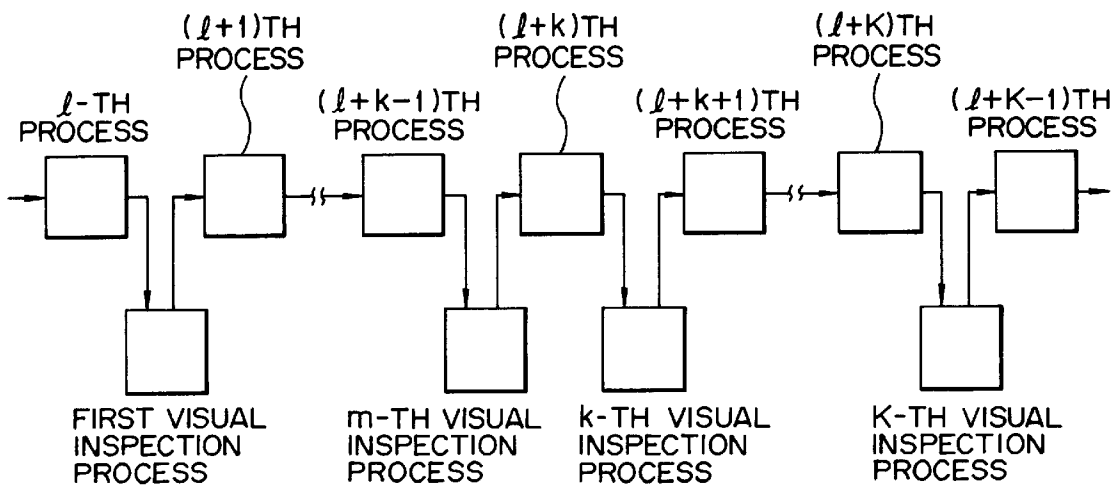 (ℓ+1)TH
PROCESS
(ℓ+k)TH
PROCESS
(ℓ+K)TH
PROCESS
ℓ-TH
PROCESS
(ℓ+k-1)TH
PROCESS
(ℓ+k+1)TH
PROCESS
(ℓ+K-1)TH
PROCESS
FIRST VISUAL
INSPECTION
PROCESS
m-TH VISUAL
INSPECTION
PROCESS
k-TH VISUAL
INSPECTION
PROCESS
K-TH VISUAL
INSPECTION
PROCESS